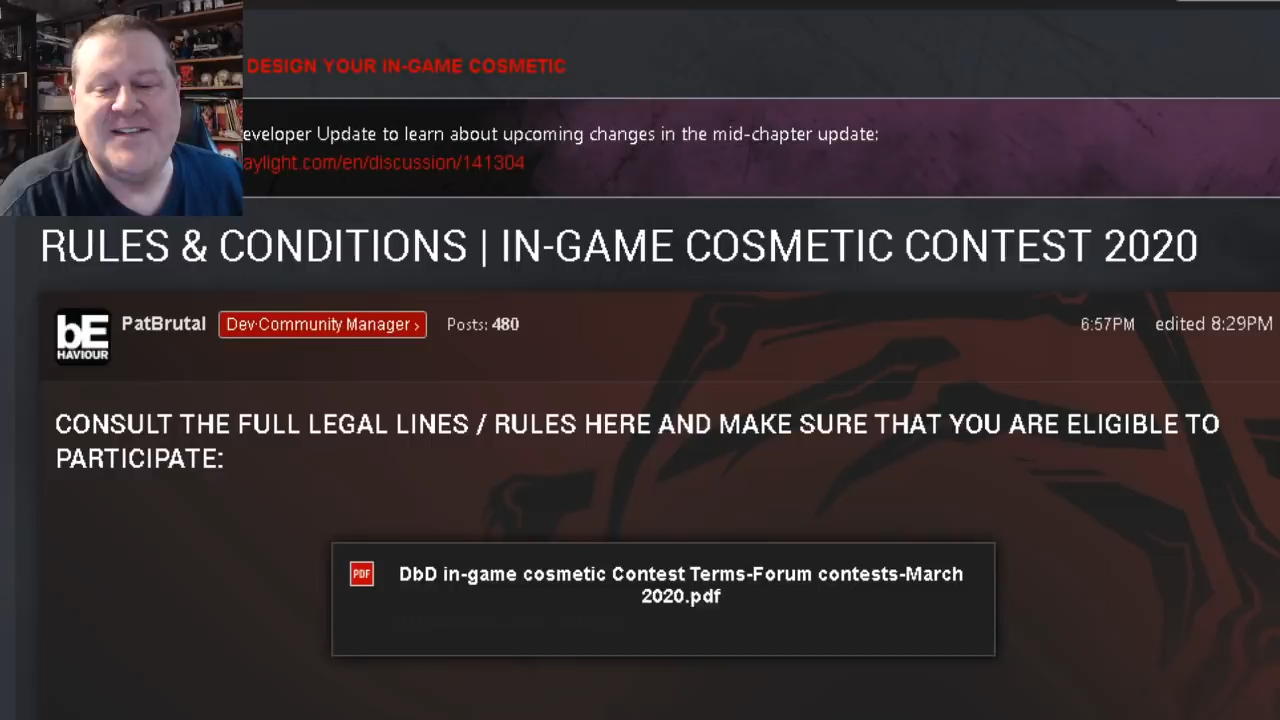 DESIGN YOUR IN-GAME COSMETIC
eveloper Update to learn about upcoming changes in the mid-chapter update:
aylight.com/en/discussion/141304
RULES & CONDITIONS | IN-GAME COSMETIC CONTEST 2020
bE
HAVIOUR
PatBrutal Dev·Community Manager › Posts: 480 6:57PM edited 8:29PM
CONSULT THE FULL LEGAL LINES / RULES HERE AND MAKE SURE THAT YOU ARE ELIGIBLE TO
PARTICIPATE:
PDF DbD in-game cosmetic Contest Terms-Forum contests-March
2020.pdf